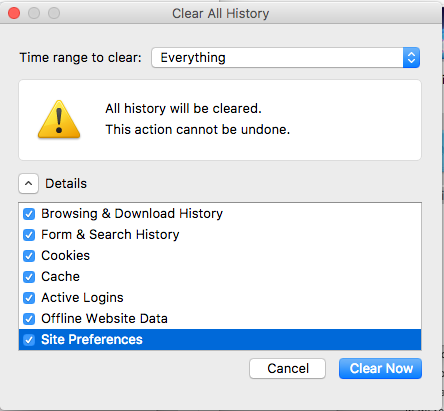 Clear All History
Time range to clear: Everything
All history will be cleared.
This action cannot be undone.
Details
Browsing & Download History
Form & Search History
Cookies
Cache
Active Logins
Offline Website Data
Site Preferences
Cancel Clear Now